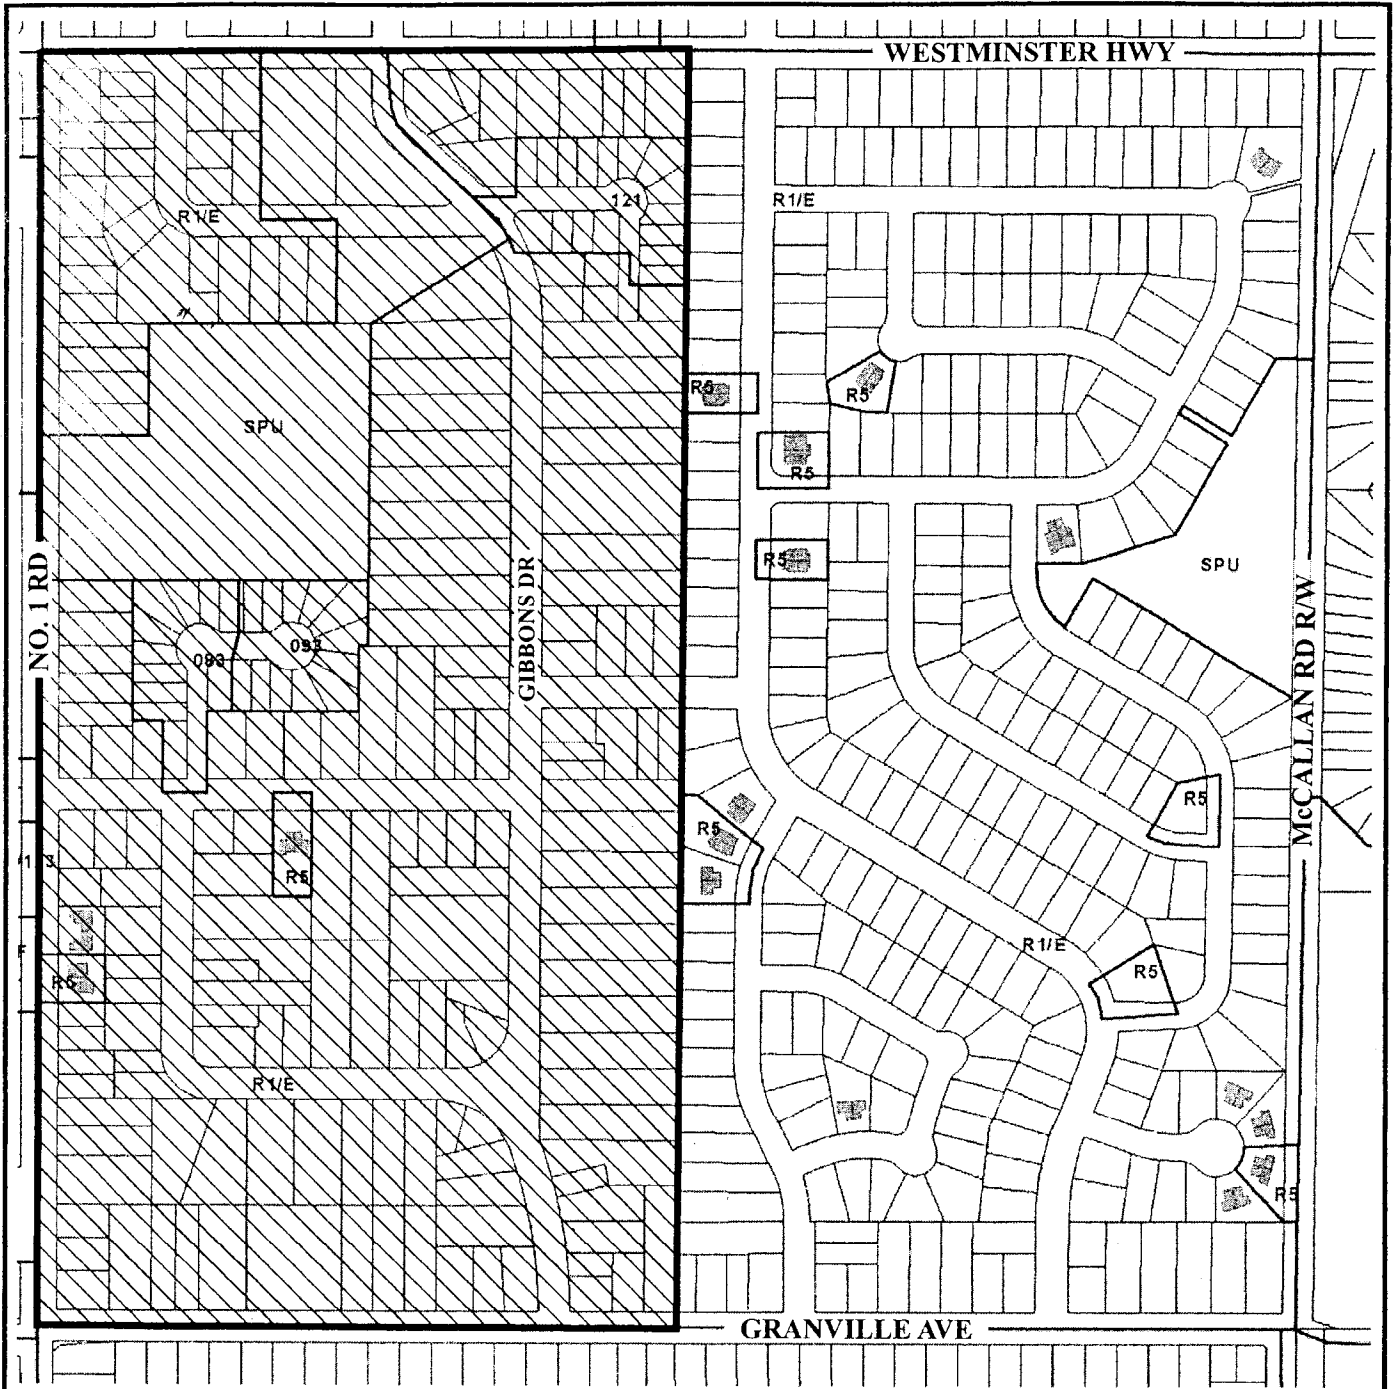 WESTMINSTER HWY
R1/E
121
R1/E
R5
R5
SPU
R5
R5
SPU
NO. 1 RD
GIBBONS DR
McCALLAN RD R/W
093
093
R5
R5
R5
R1/E
R5
R5
R1/E
R5
GRANVILLE AVE